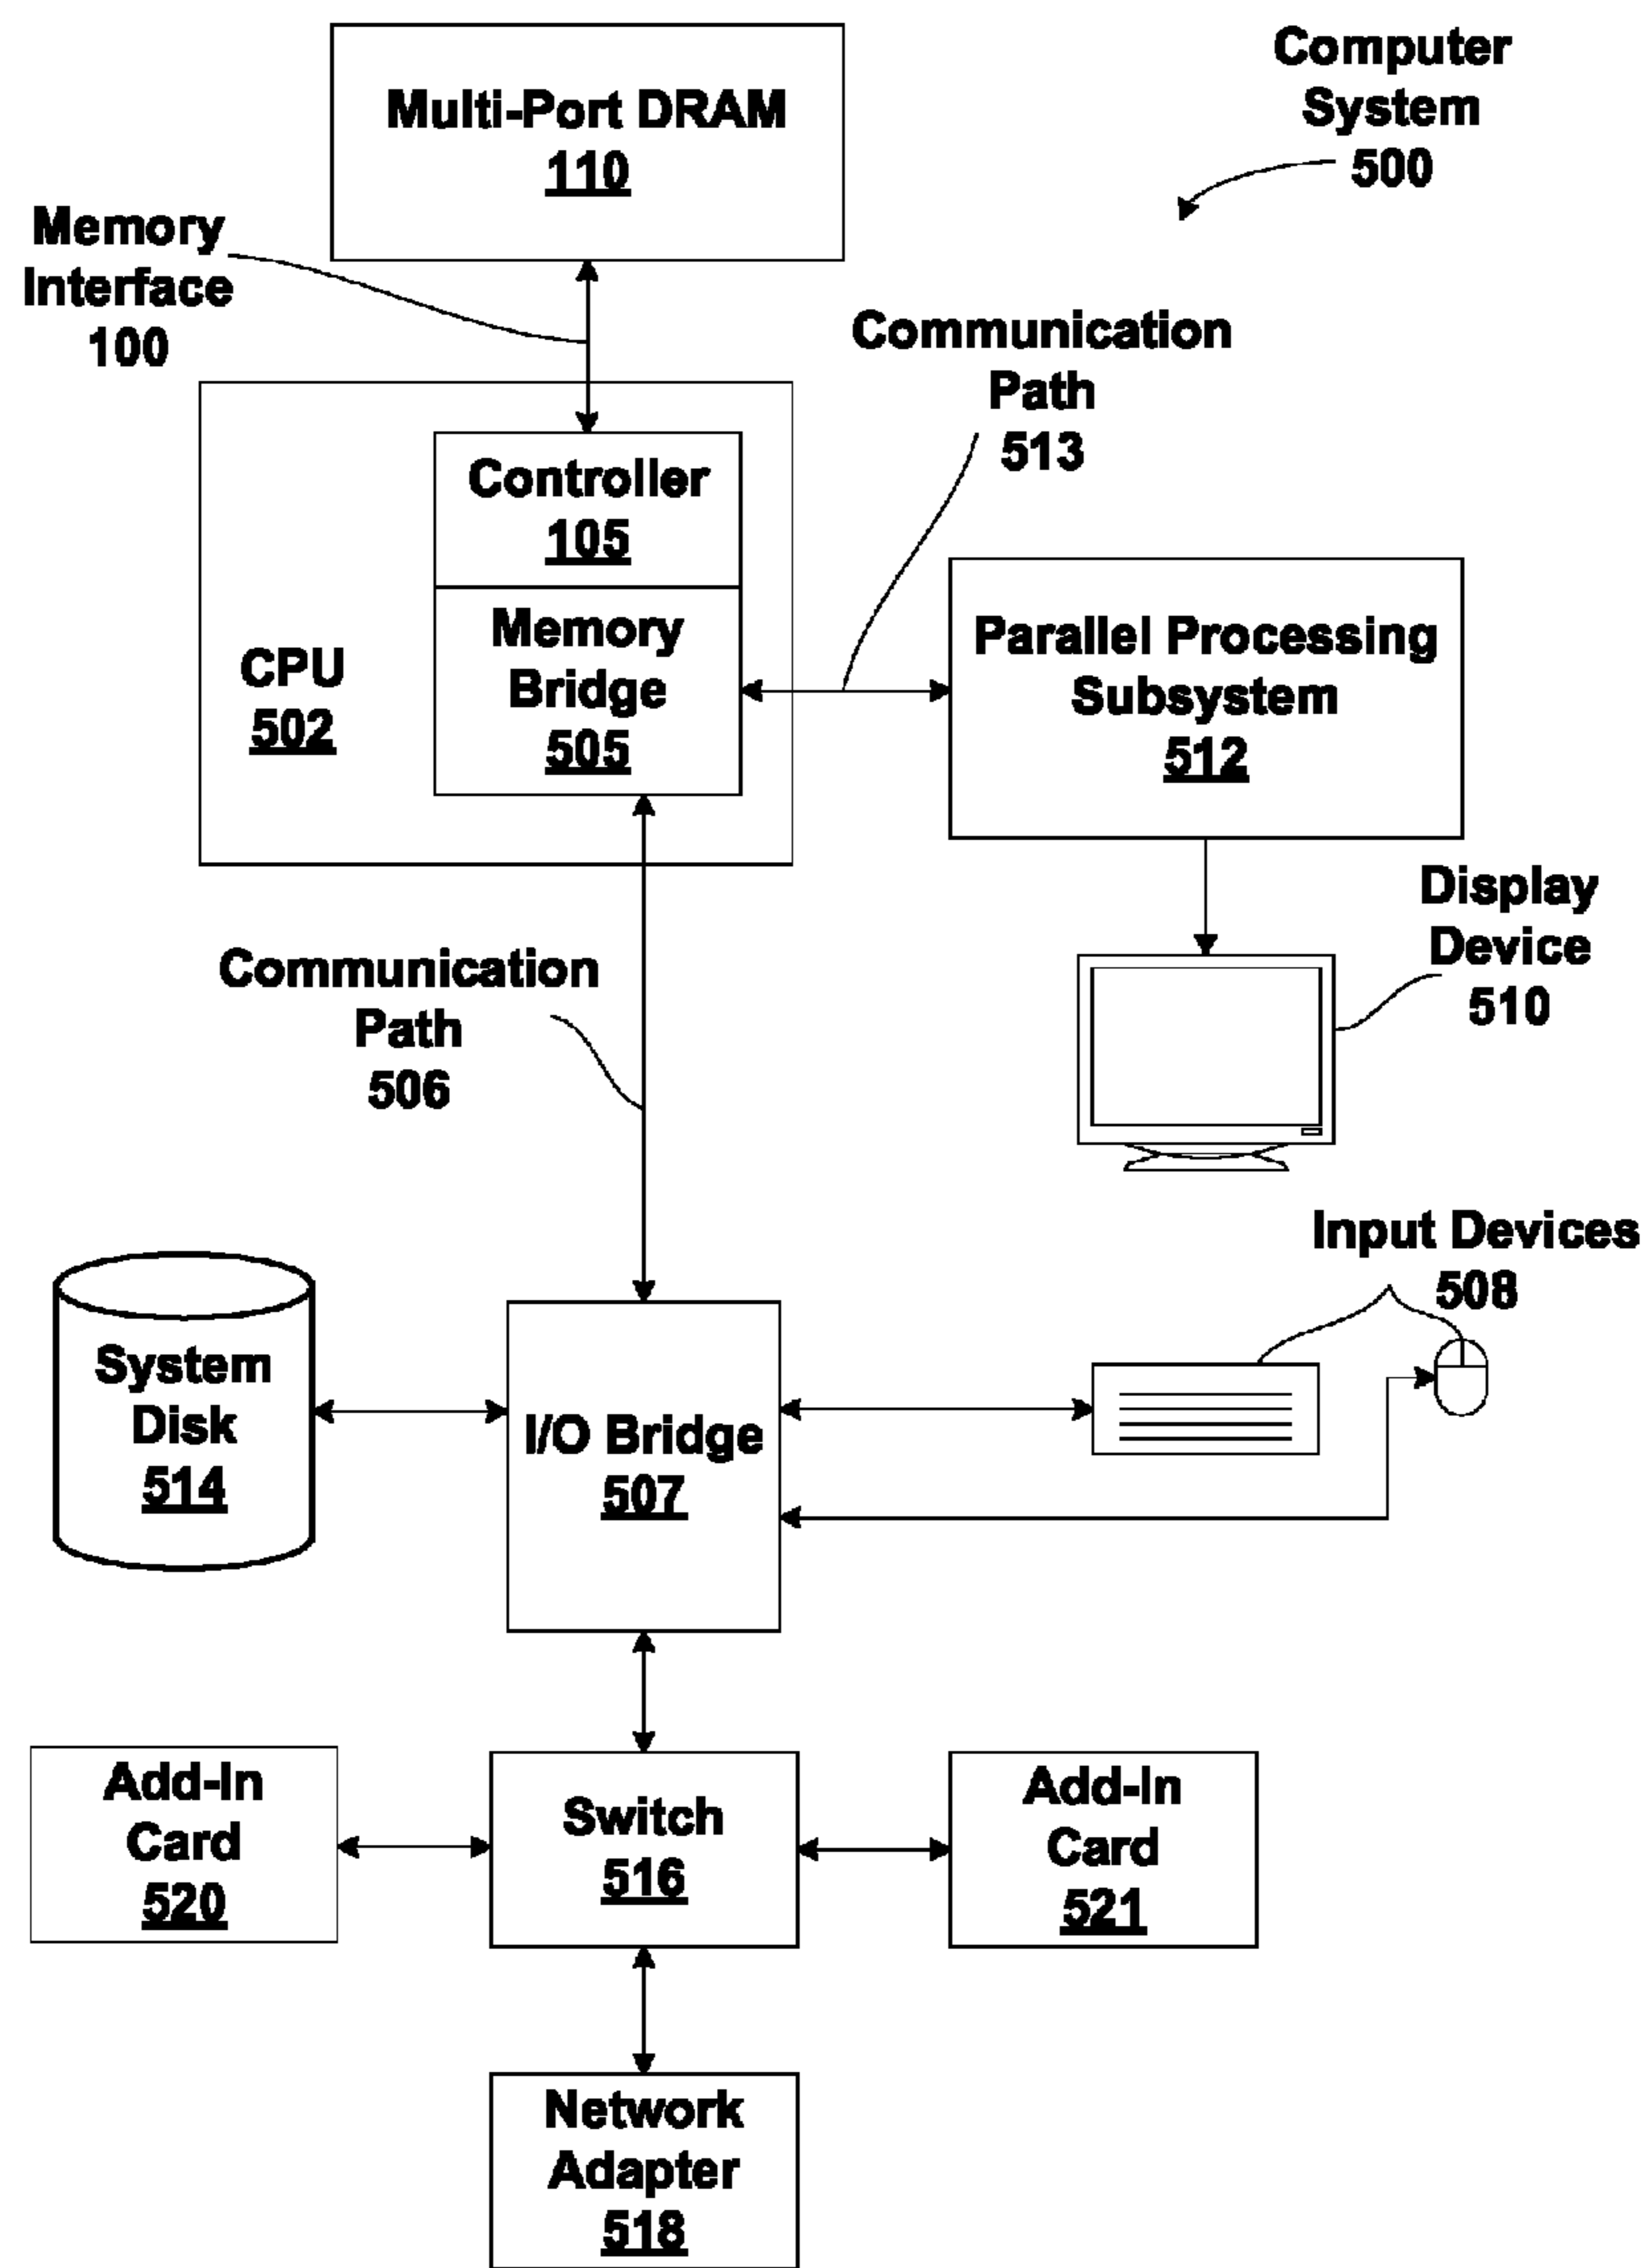 Multi-Port DRAM
110
Computer
System
500
Memory
Interface
100
Communication
Path
513
Controller
105
Memory
Bridge
505
CPU
502
Parallel Processing
Subsystem
512
Display
Device
510
Communication
Path
506
Input Devices
508
System
Disk
514
I/O Bridge
507
Add-In
Card
520
Switch
516
Add-In
Card
521
Network
Adapter
518